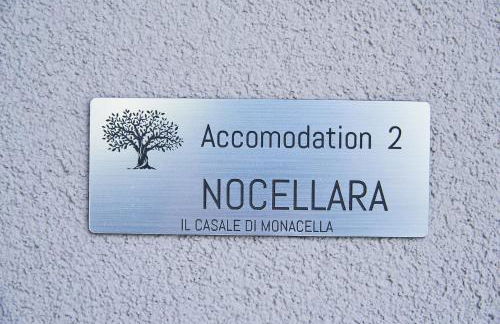 Accomodation 2
NOCELLARA
IL CASALE DI MONACELLA